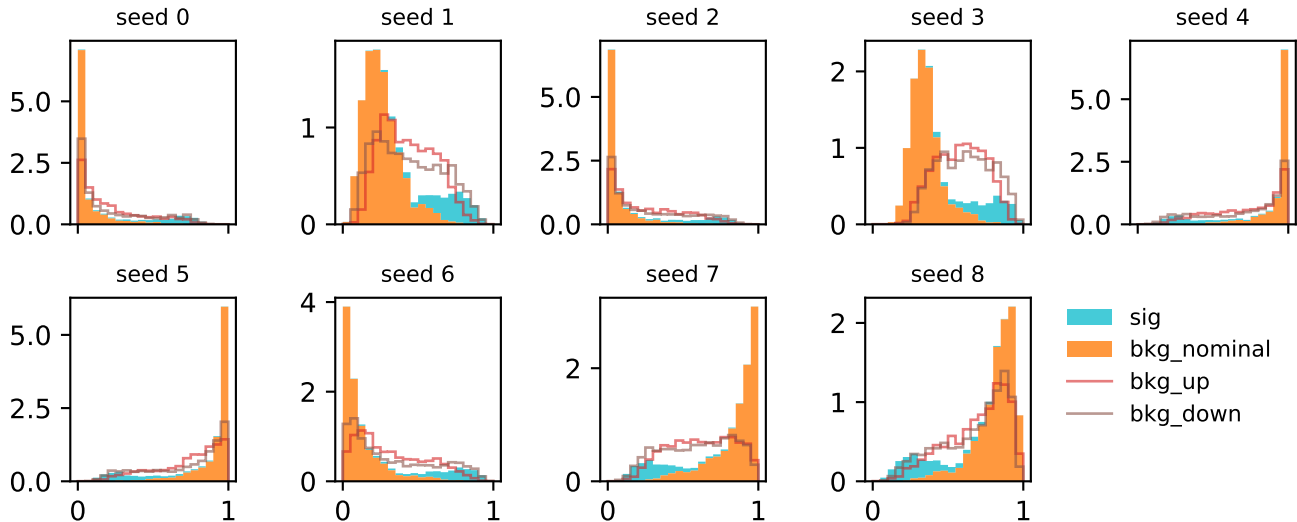 seed 0
seed 1
seed 2
seed 3
seed 4
5.0
2.5
0.0
1
0
5.0
2.5
0.0
2
1
0
5.0
2.5
0.0
seed 5
seed 6
seed 7
seed 8
5.0
2.5
0.0
0 1
4
2
0
0 1
2
0
0 1
2
1
0
0 1
sig
bkg_nominal
bkg_up
bkg_down